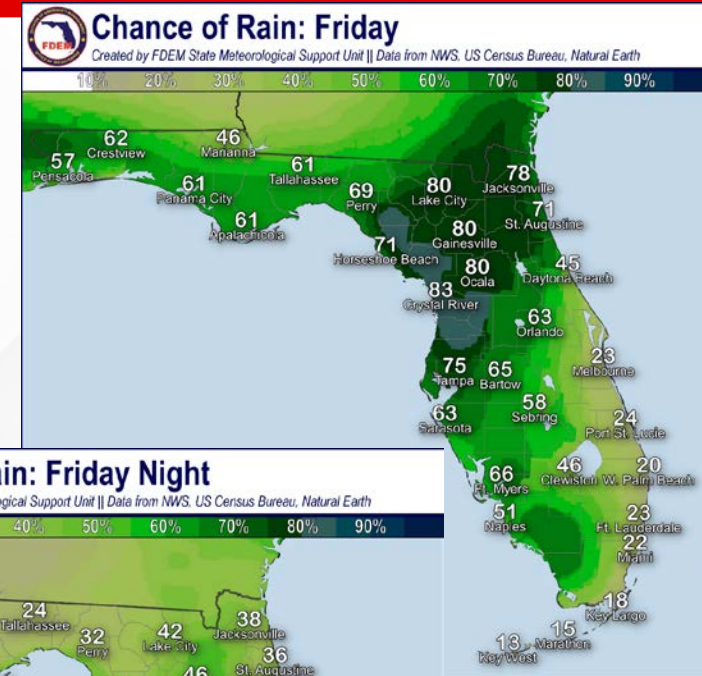 FDEM
Chance of Rain: Friday
Created by FDEM State Meteorological Support Unit || Data from NWS, US Census Bureau, Natural Earth
10% 20% 30% 40% 50% 60% 70% 80% 90%
62
Crestview
46
Marianna
57
Pensacola
61
Tallahassee
61
Panama City
69
Perry
80
Lake City
78
Jacksonville
61
Apalachicola
71
St. Augustine
80
Gainesville
71
Horseshoe Beach
80
Ocala
45
Daytona Beach
83
Crystal River
63
Orlando
23
Melbourne
75
Tampa
65
Bartow
58
Sebring
63
Sarasota
24
Port St. Lucie
66
Ft. Myers
46
Clewiston
20
W. Palm Beach
51
Naples
23
Ft. Lauderdale
22
Miami
18
Key Largo
15
Marathon
13
Key West
ain: Friday Night
ogical Support Unit || Data from NWS, US Census Bureau, Natural Earth
40% 50% 60% 70% 80% 90%
24
Tallahassee
32
Perry
42
Lake City
38
Jacksonville
36
St. Augustine
46